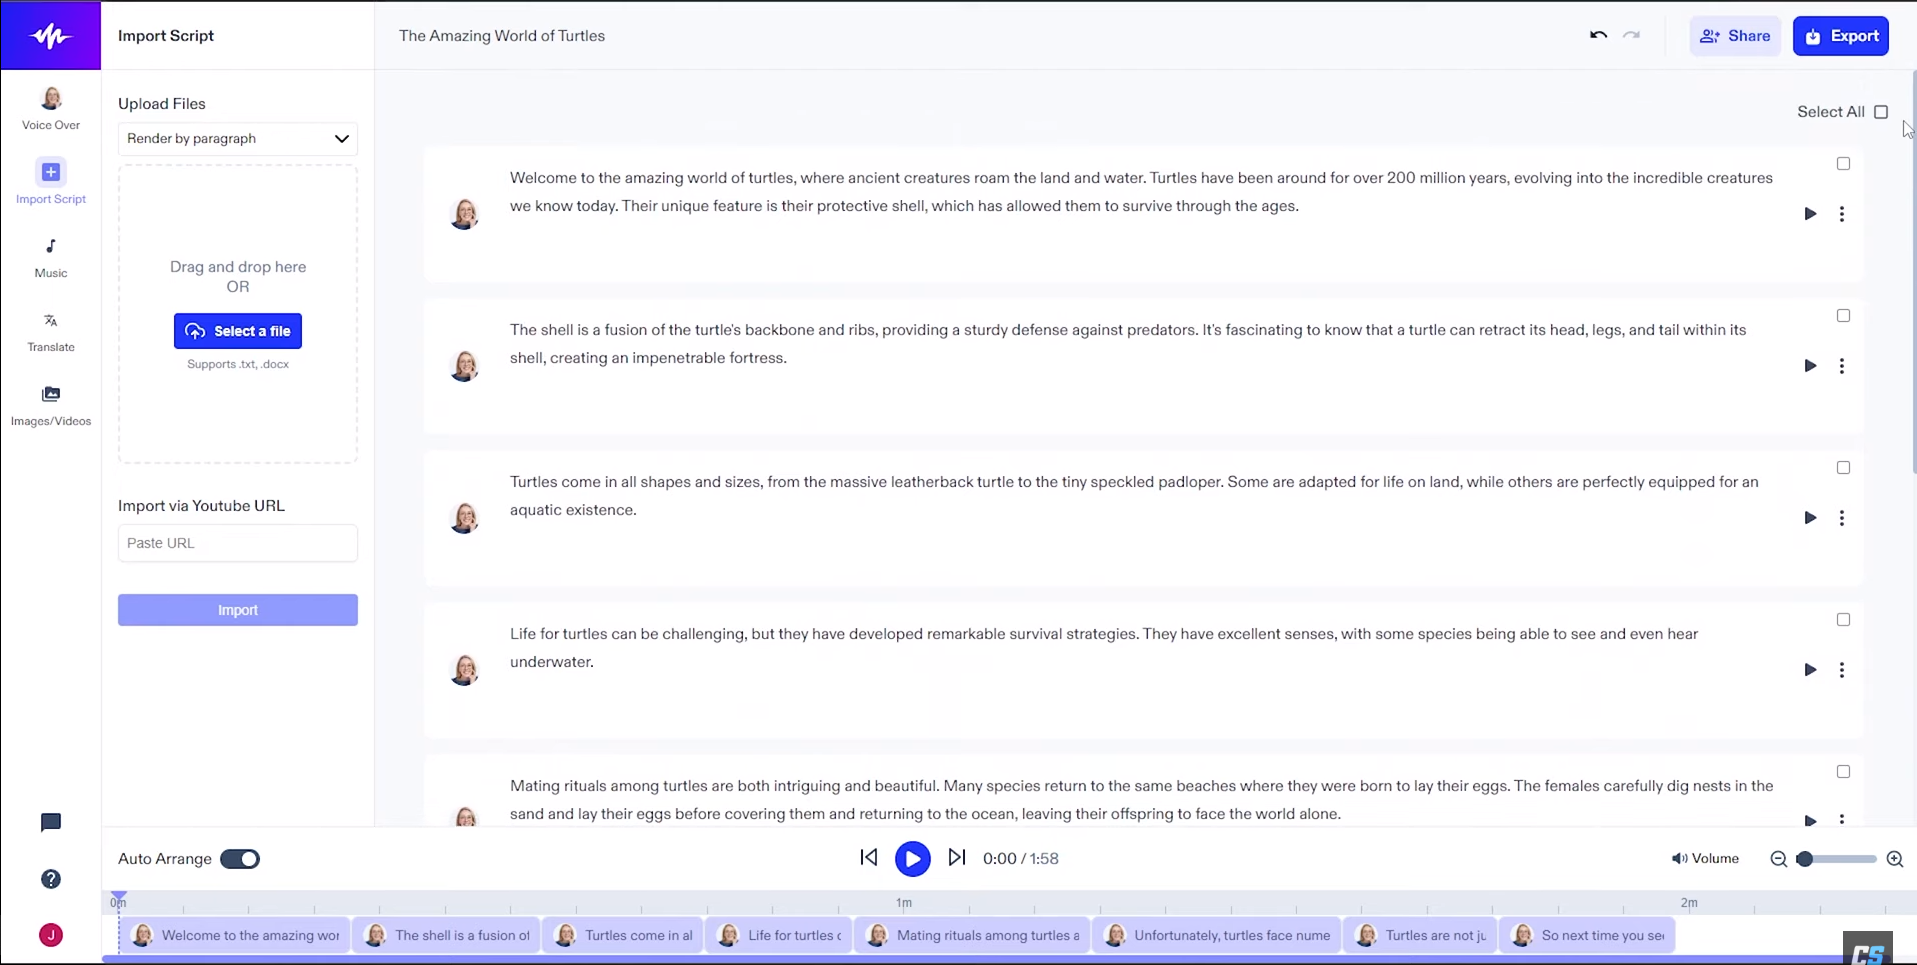 Import Script
The Amazing World of Turtles
Share
Export
Voice Over
Import Script
Music
Translate
Images/Videos
Upload Files
Render by paragraph
Drag and drop here
OR
Select a file
Supports .txt, .docx
Import via Youtube URL
Paste URL
Import
Select All
Welcome to the amazing world of turtles, where ancient creatures roam the land and water. Turtles have been around for over 200 million years, evolving into the incredible creatures
we know today. Their unique feature is their protective shell, which has allowed them to survive through the ages.
The shell is a fusion of the turtle's backbone and ribs, providing a sturdy defense against predators. It's fascinating to know that a turtle can retract its head, legs, and tail within its
shell, creating an impenetrable fortress.
Turtles come in all shapes and sizes, from the massive leatherback turtle to the tiny speckled padloper. Some are adapted for life on land, while others are perfectly equipped for an
aquatic existence.
Life for turtles can be challenging, but they have developed remarkable survival strategies. They have excellent senses, with some species being able to see and even hear
underwater.
Mating rituals among turtles are both intriguing and beautiful. Many species return to the same beaches where they were born to lay their eggs. The females carefully dig nests in the
sand and lay their eggs before covering them and returning to the ocean, leaving their offspring to face the world alone.
Auto Arrange
0:00 / 1:58
Volume
?
J
0m 1m 2m
Welcome to the amazing wor
The shell is a fusion of
Turtles come in al
Life for turtles c
Mating rituals among turtles a
Unfortunately, turtles face nume
Turtles are not ju
So next time you see
CS